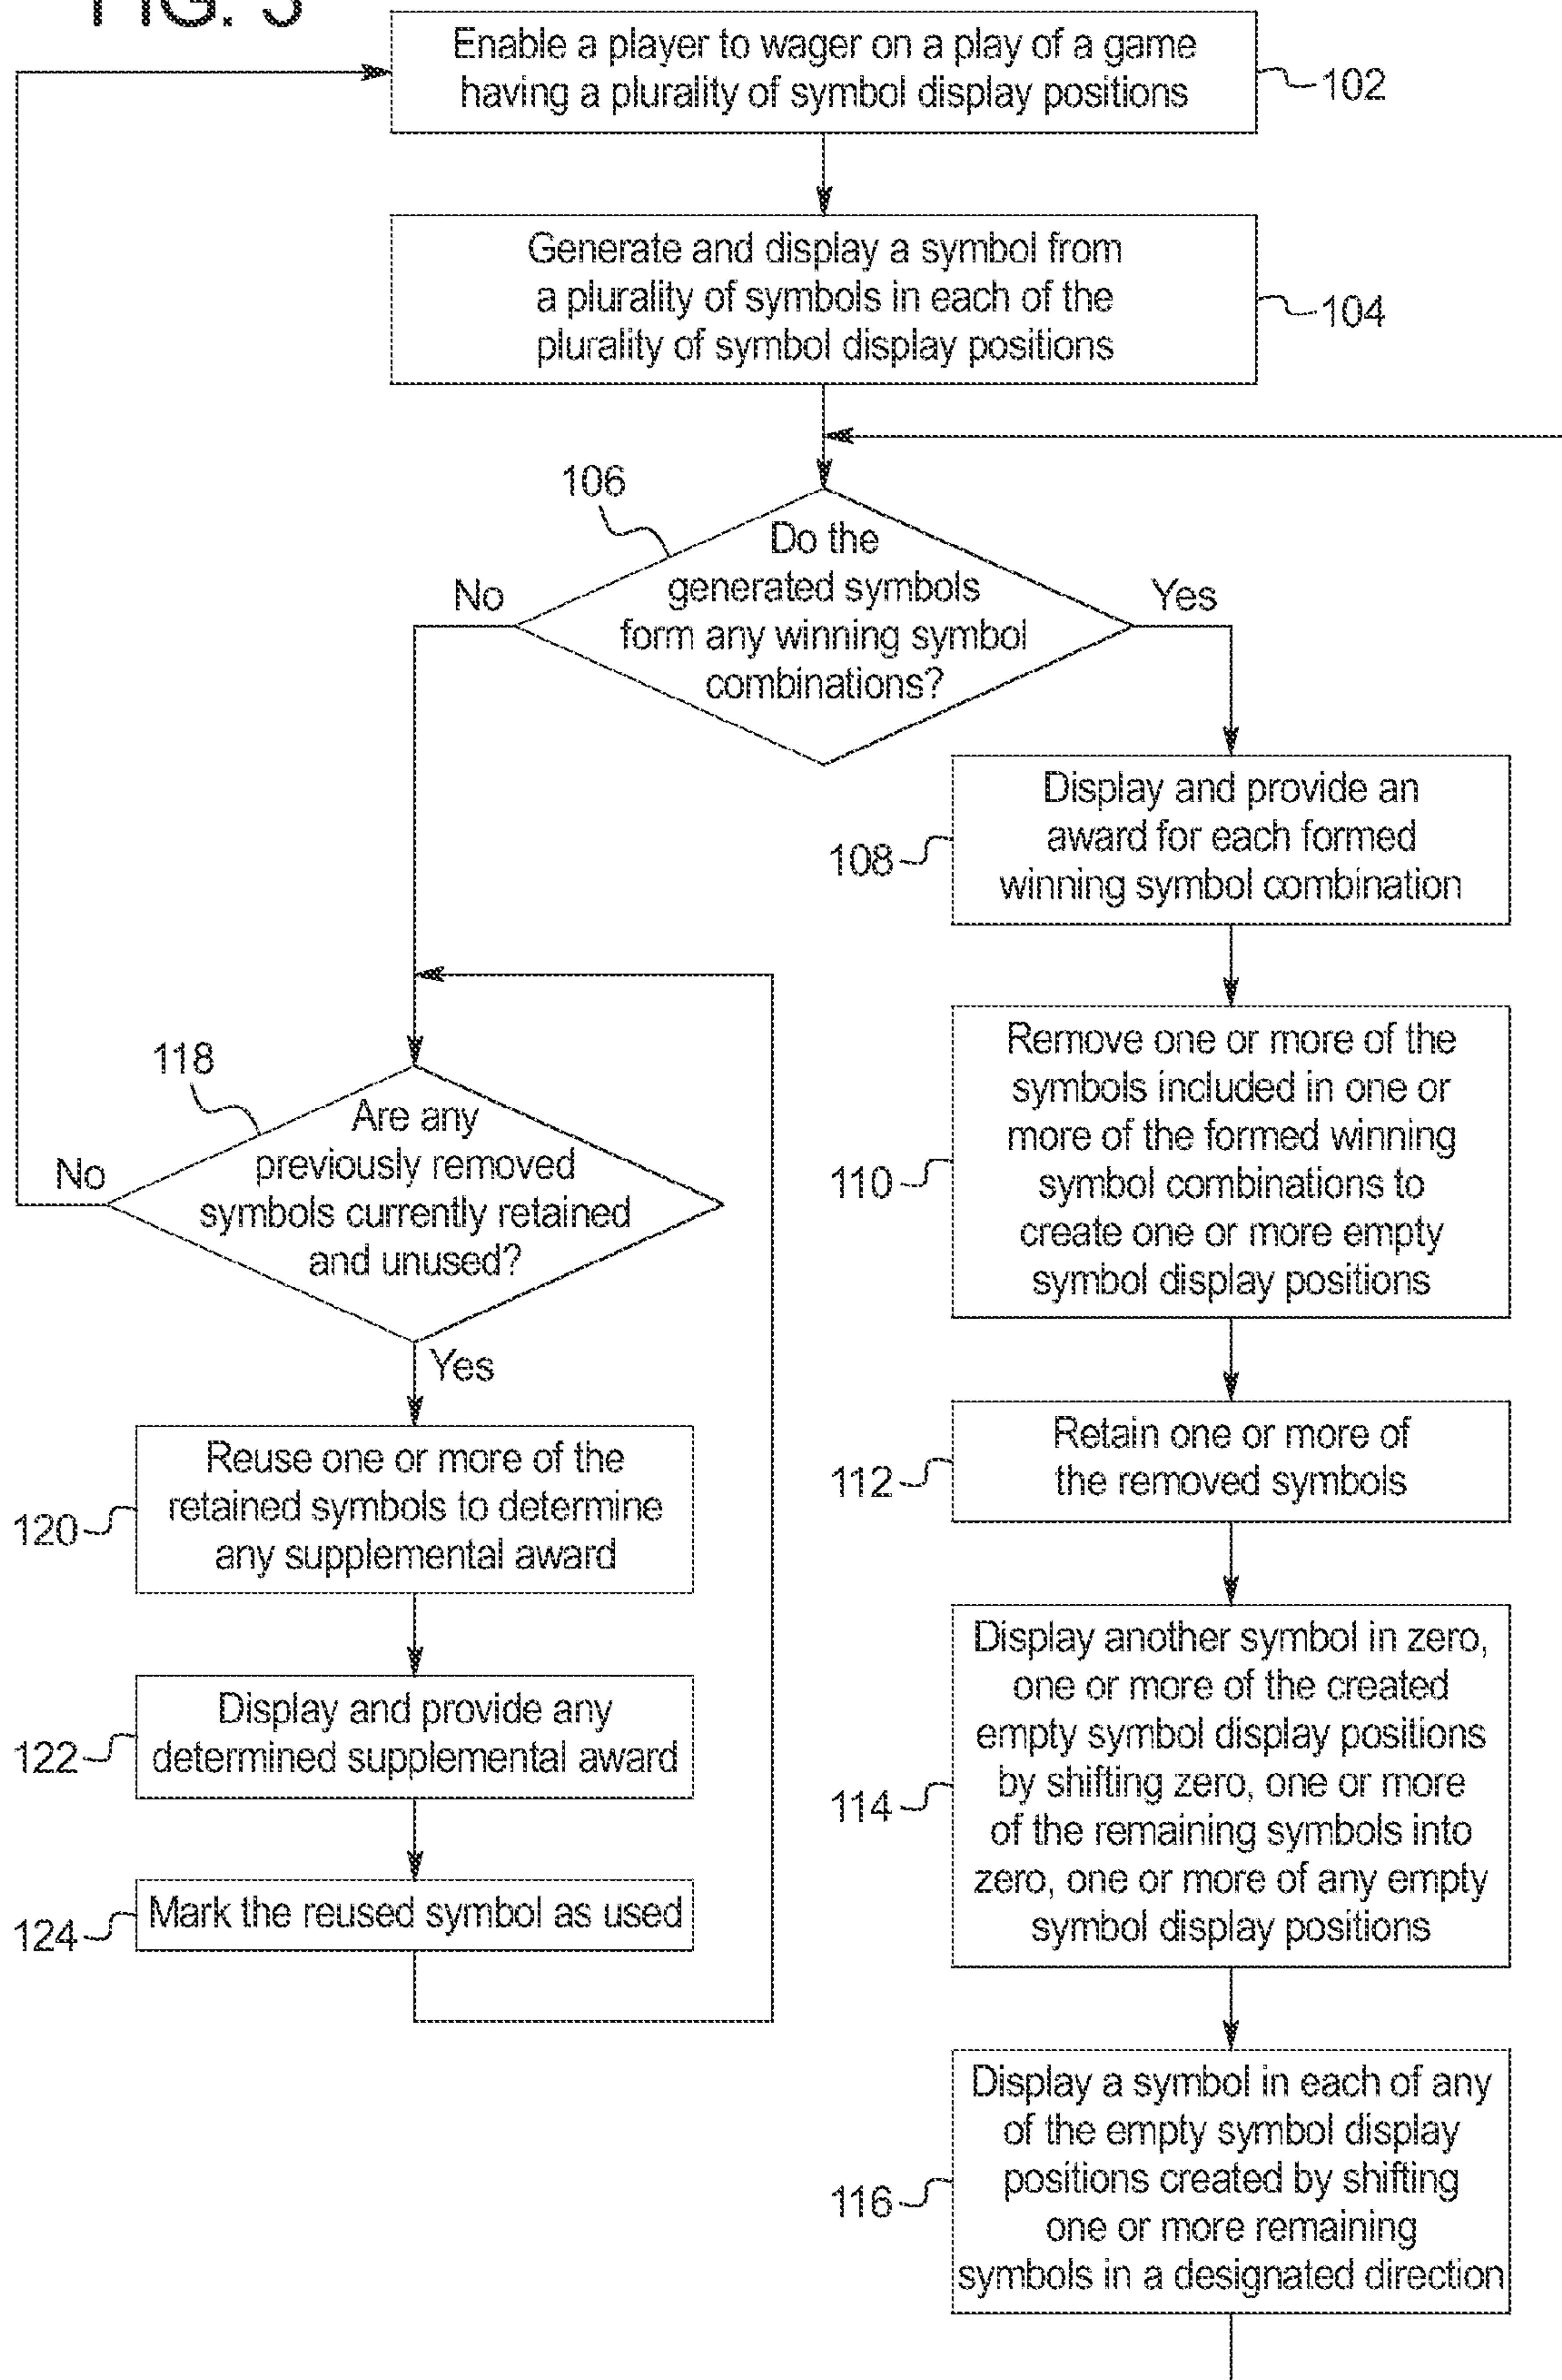 FIG. 3
Enable a player to wager on a play of a game
having a plurality of symbol display positions
102
Generate and display a symbol from
a plurality of symbols in each of the
plurality of symbol display positions
104
106
Do the
generated symbols
form any winning symbol
combinations?
No
Yes
Display and provide an
award for each formed
winning symbol combination
108
Remove one or more of the
symbols included in one or
more of the formed winning
symbol combinations to
create one or more empty
symbol display positions
110
Retain one or more of
the removed symbols
112
Display another symbol in zero,
one or more of the created
empty symbol display positions
by shifting zero, one or more
of the remaining symbols into
zero, one or more of any empty
symbol display positions
114
Display a symbol in each of any
of the empty symbol display
positions created by shifting
one or more remaining
symbols in a designated direction
116
118
Are any
previously removed
symbols currently retained
and unused?
No
Yes
Reuse one or more of the
retained symbols to determine
any supplemental award
120
Display and provide any
determined supplemental award
122
Mark the reused symbol as used
124